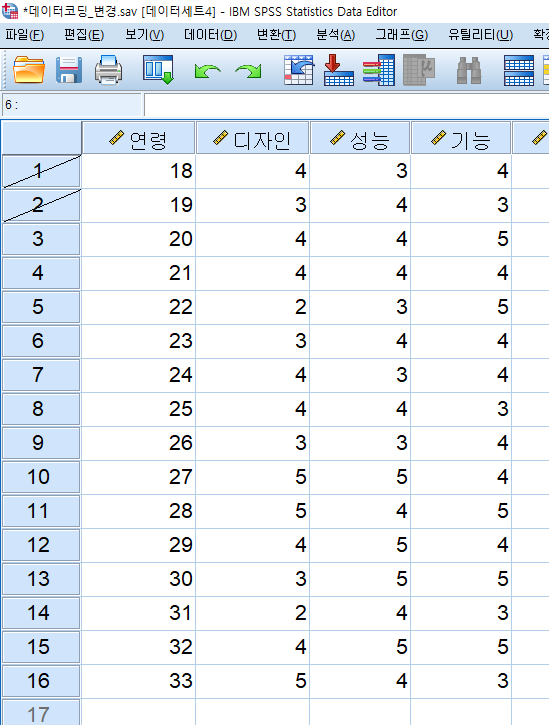 *데이터코딩_변경.sav [데이터세트4] - IBM SPSS Statistics Data Editor
파일(F) 편집(E) 보기(V) 데이터(D) 변환(T) 분석(A) 그래프(G) 유틸리티(U) 확장
6 :
연령 디자인 성능 기능
1 18 4 3 4
2 19 3 4 3
3 20 4 4 5
4 21 4 4 4
5 22 2 3 5
6 23 3 4 4
7 24 4 3 4
8 25 4 4 3
9 26 3 3 4
10 27 5 5 4
11 28 5 4 5
12 29 4 5 4
13 30 3 5 5
14 31 2 4 3
15 32 4 5 5
16 33 5 4 3
17